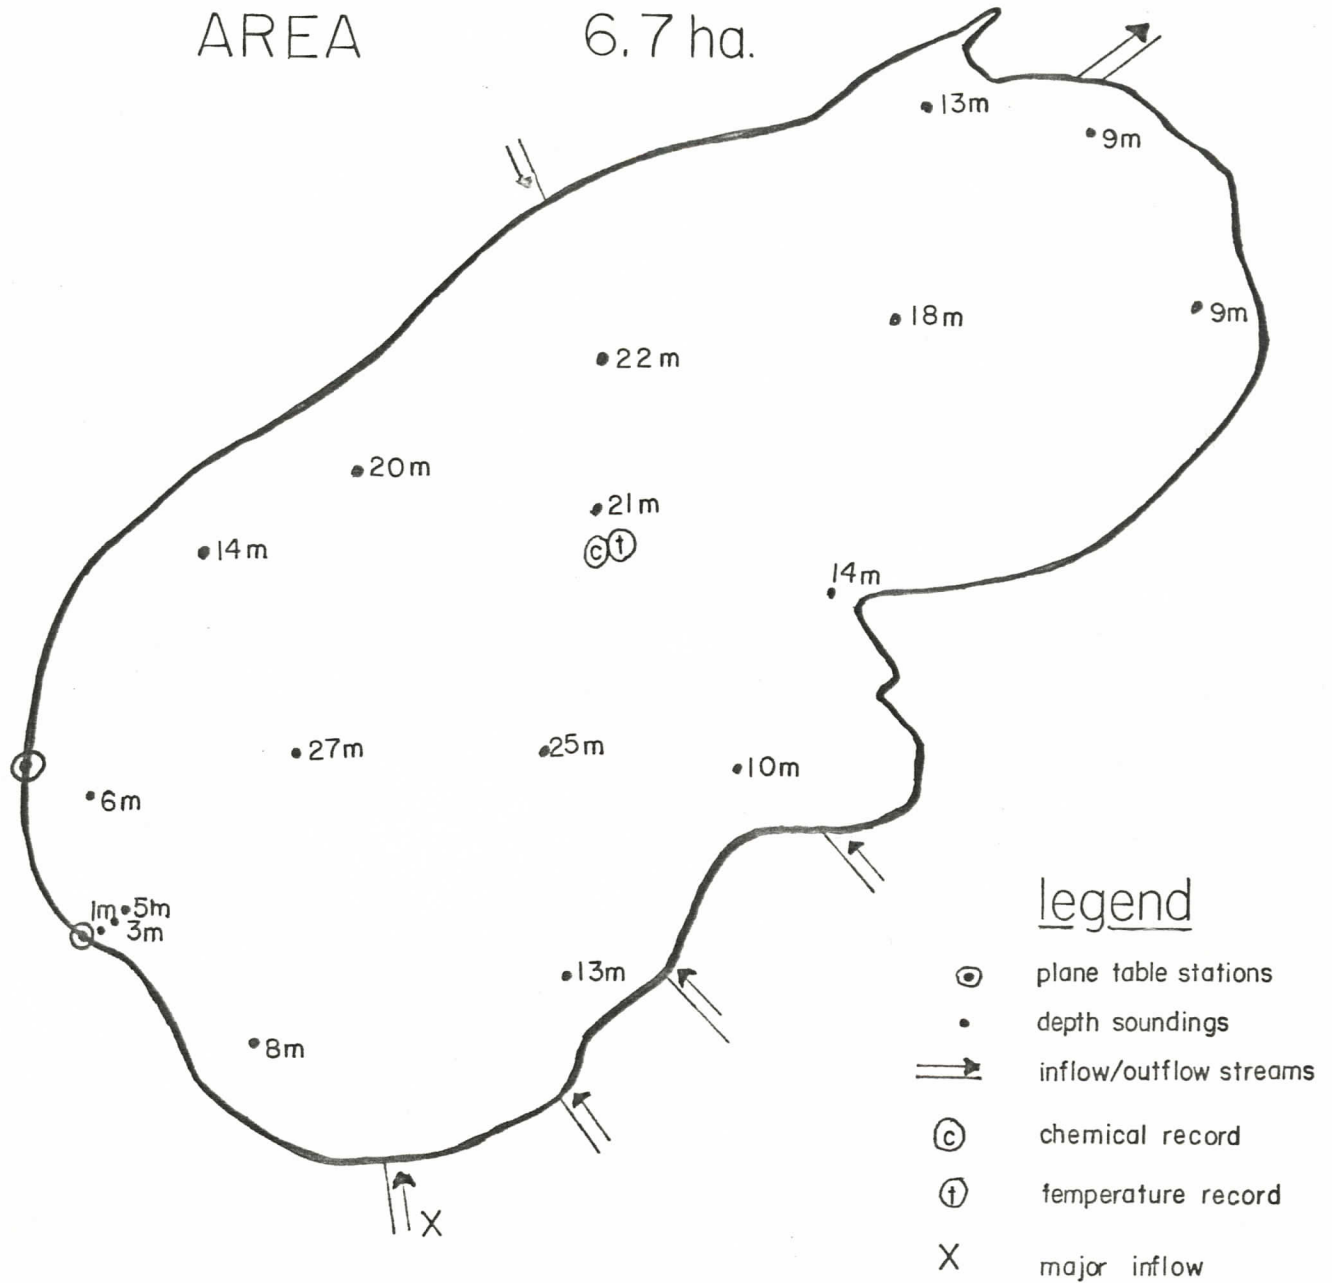 AREA 6.7 ha.
13m
9m
18m
9m
22m
20m
21m
c t
14m
14m
27m
25m
10m
6m
1m 5m
3m
13m
8m
X
legend
plane table stations
depth soundings
inflow/outflow streams
c chemical record
t temperature record
X major inflow